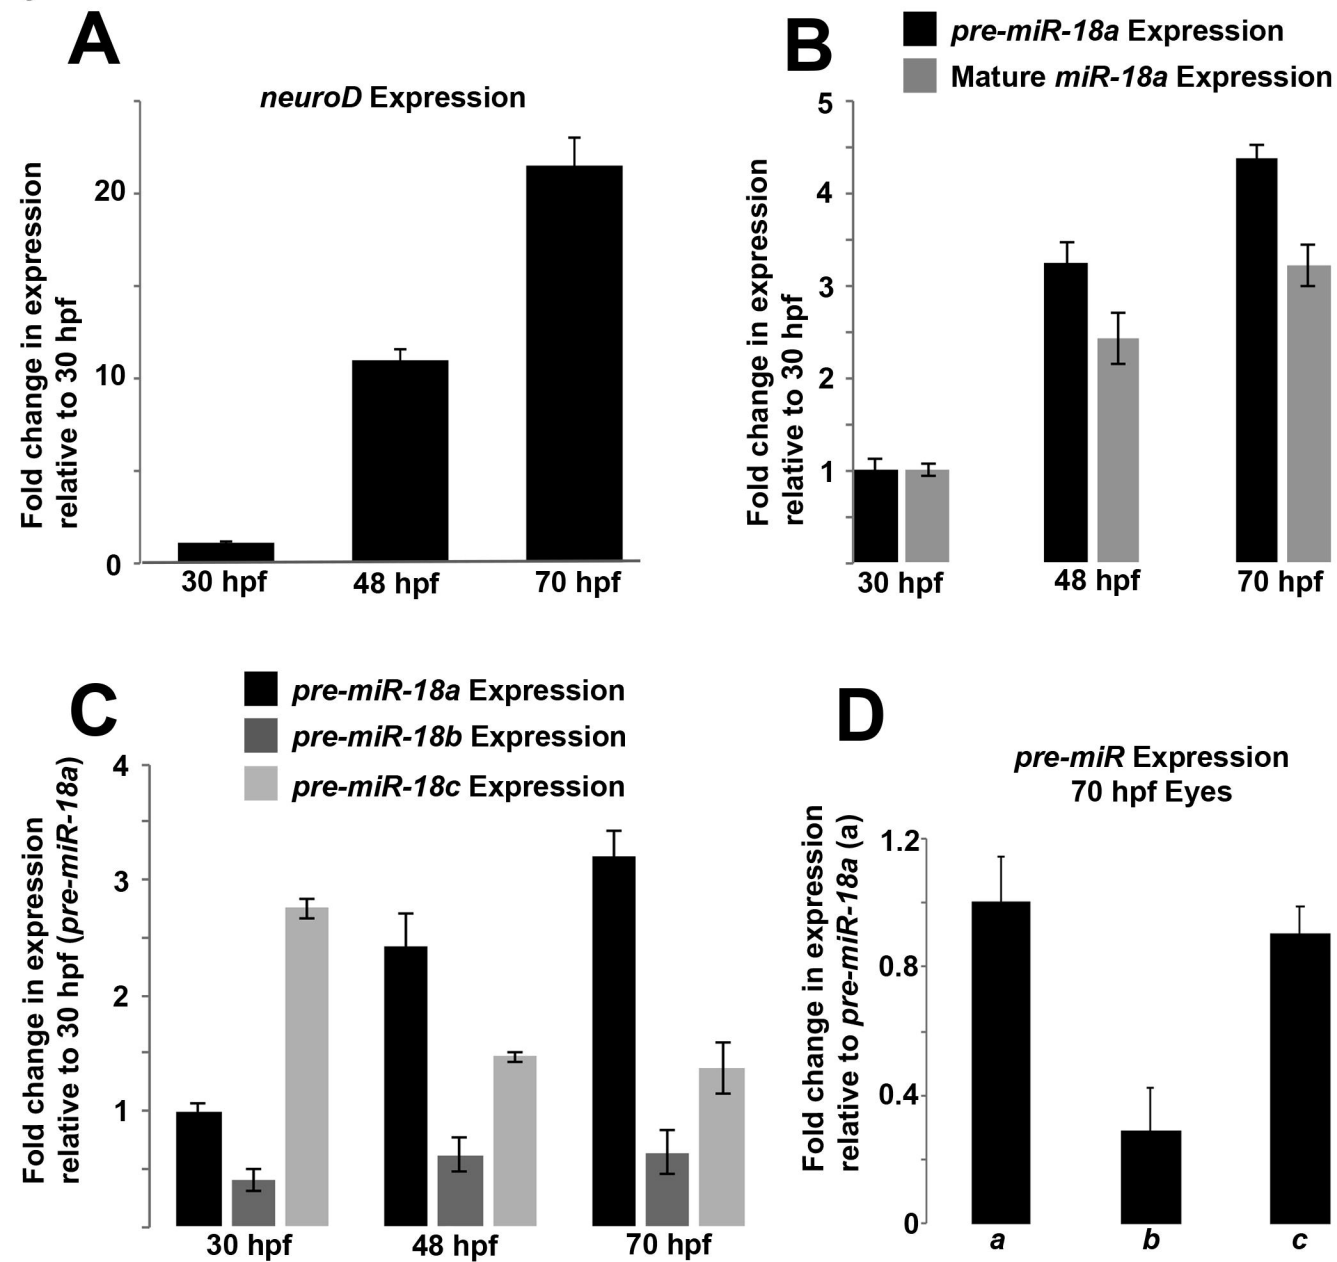 A
neuroD Expression
Fold change in expression
relative to 30 hpf
20
10
0
30 hpf
48 hpf
70 hpf
B
pre-miR-18a Expression
Mature miR-18a Expression
Fold change in expression
relative to 30 hpf
5
4
3
2
1
30 hpf
48 hpf
70 hpf
C
pre-miR-18a Expression
pre-miR-18b Expression
pre-miR-18c Expression
Fold change in expression
relative to 30 hpf (pre-miR-18a)
4
3
2
1
30 hpf
48 hpf
70 hpf
D
pre-miR Expression
70 hpf Eyes
Fold change in expression
relative to pre-miR-18a (a)
1.2
0.8
0.4
0
a
b
c